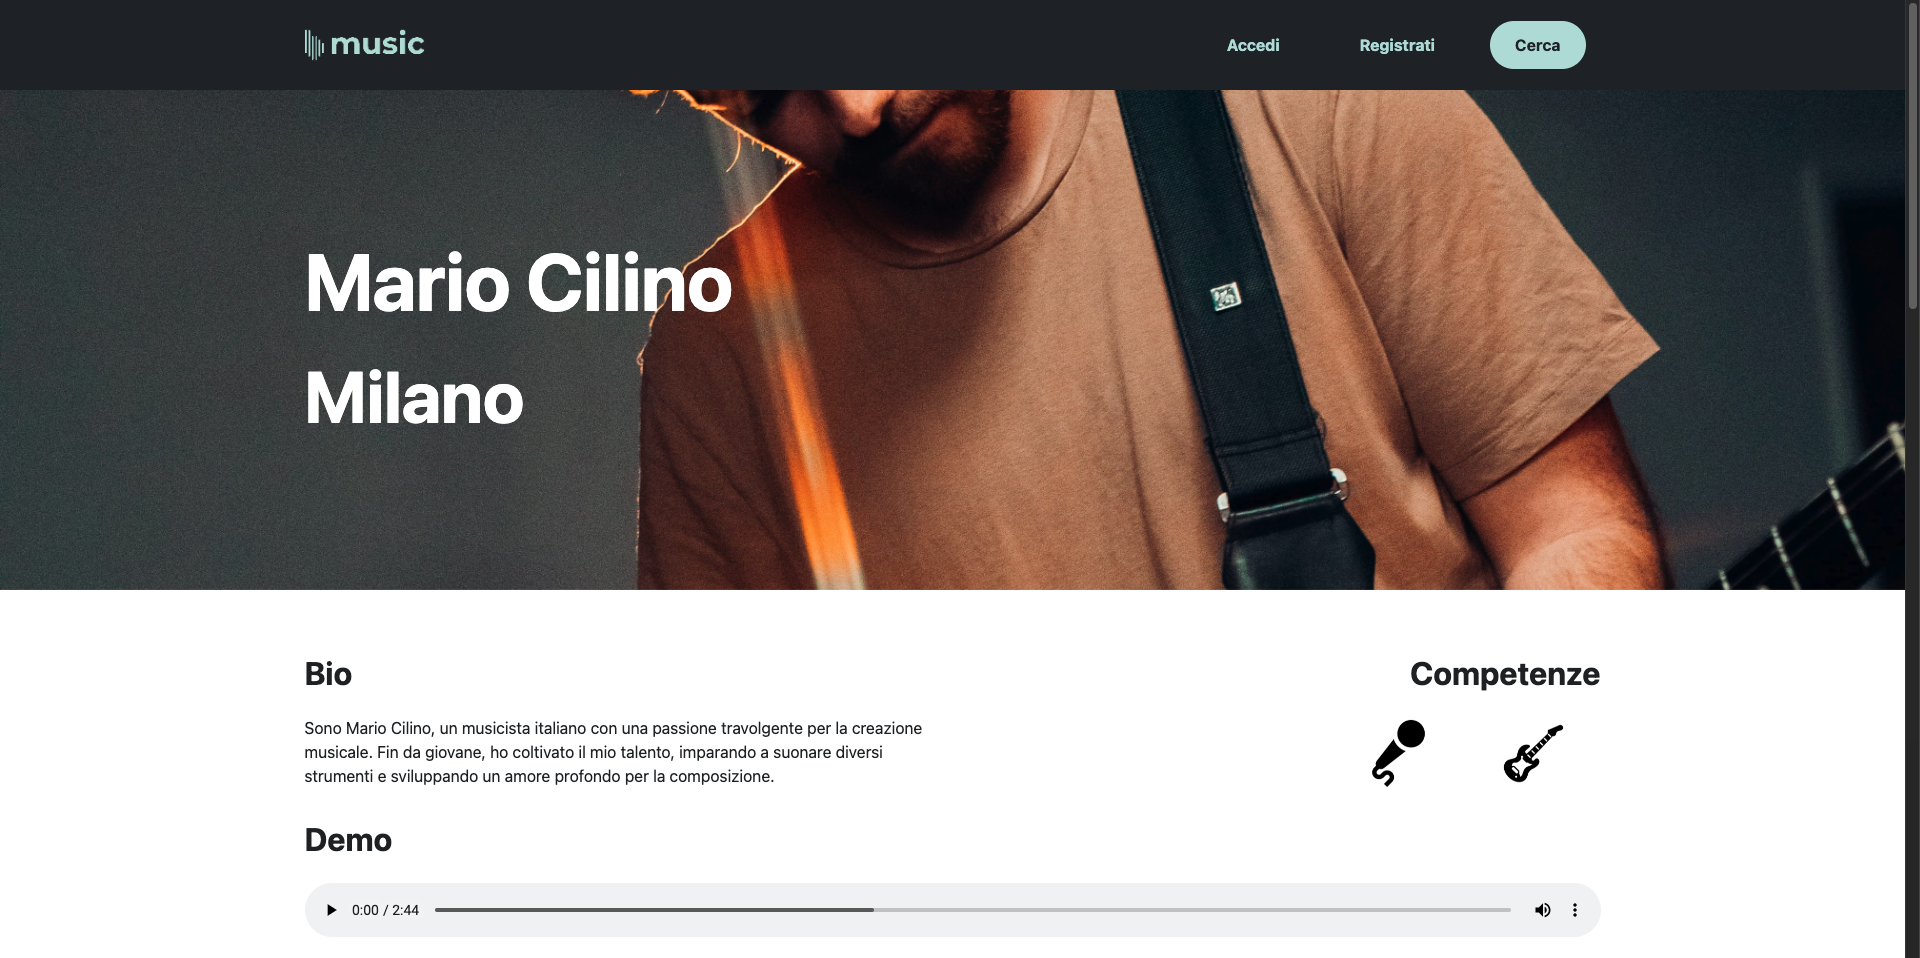 music
Accedi
Registrati
Cerca
Mario Cilino
Milano
Bio
Competenze
Sono Mario Cilino, un musicista italiano con una passione travolgente per la creazione
musicale. Fin da giovane, ho coltivato il mio talento, imparando a suonare diversi
strumenti e sviluppando un amore profondo per la composizione.
Demo
0:00 / 2:44